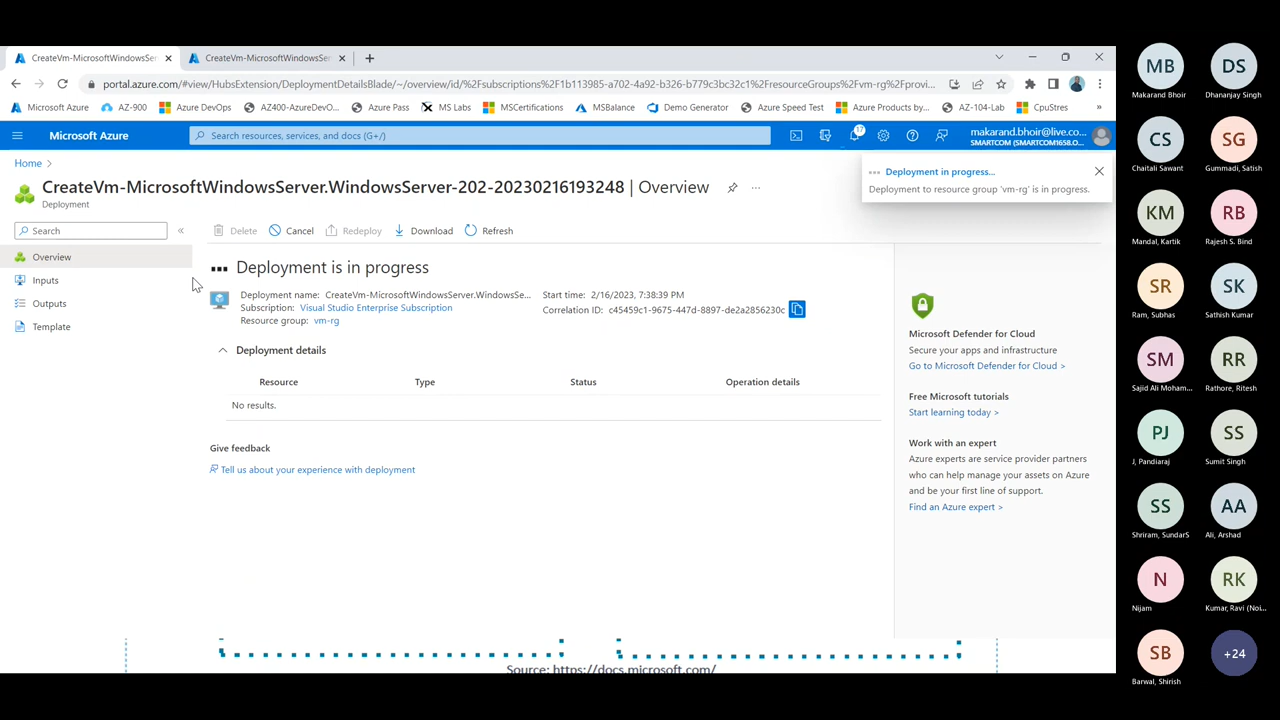 CreateVm-MicrosoftWindowsSer
CreateVm-MicrosoftWindowsSer
portal.azure.com/#view/HubsExtension/DeploymentDetailsBlade/~/overview/id/%2Fsubscriptions%2F1b113985-a702-4a92-b326-b779c3bc32c1%2FresourceGroups%2Fvm-rg%2Fprovi...
Microsoft Azure
AZ-900
Azure DevOps
AZ400-AzureDevO...
Azure Pass
MS Labs
MSCertifications
MSBalance
Demo Generator
Azure Speed Test
Azure Products by...
AZ-104-Lab
CpuStres
»
Microsoft Azure
Search resources, services, and docs (G+/)
17
makarand.bhoir@live.co...
SMARTCOM (SMARTCOM1658.O...
Home >
CreateVm-MicrosoftWindowsServer.WindowsServer-202-20230216193248 | Overview
Deployment
Deployment in progress...
Deployment to resource group 'vm-rg' is in progress.
Search
«
Delete
Cancel
Redeploy
Download
Refresh
Overview
Inputs
Outputs
Template
Deployment is in progress
Deployment name: CreateVm-MicrosoftWindowsServer.WindowsSe...
Subscription: Visual Studio Enterprise Subscription
Resource group: vm-rg
Start time: 2/16/2023, 7:38:39 PM
Correlation ID: c45459c1-9675-447d-8897-de2a2856230c
Deployment details
Resource
Type
Status
Operation details
No results.
Give feedback
Tell us about your experience with deployment
Microsoft Defender for Cloud
Secure your apps and infrastructure
Go to Microsoft Defender for Cloud >
Free Microsoft tutorials
Start learning today >
Work with an expert
Azure experts are service provider partners
who can help manage your assets on Azure
and be your first line of support.
Find an Azure expert >
Source: https://docs.microsoft.com/
MB
Makarand Bhoir
DS
Dhananjay Singh
CS
Chaitali Sawant
SG
Gummadi, Satish
KM
Mandal, Kartik
RB
Rajesh S. Bind
SR
Ram, Subhas
SK
Sathish Kumar
SM
Sajid Ali Moham...
RR
Rathore, Ritesh
PJ
J, Pandiaraj
SS
Sumit Singh
SS
Shriram, SundarS
AA
Ali, Arshad
N
Nijam
RK
Kumar, Ravi (Noi...
SB
Barwal, Shirish
+24